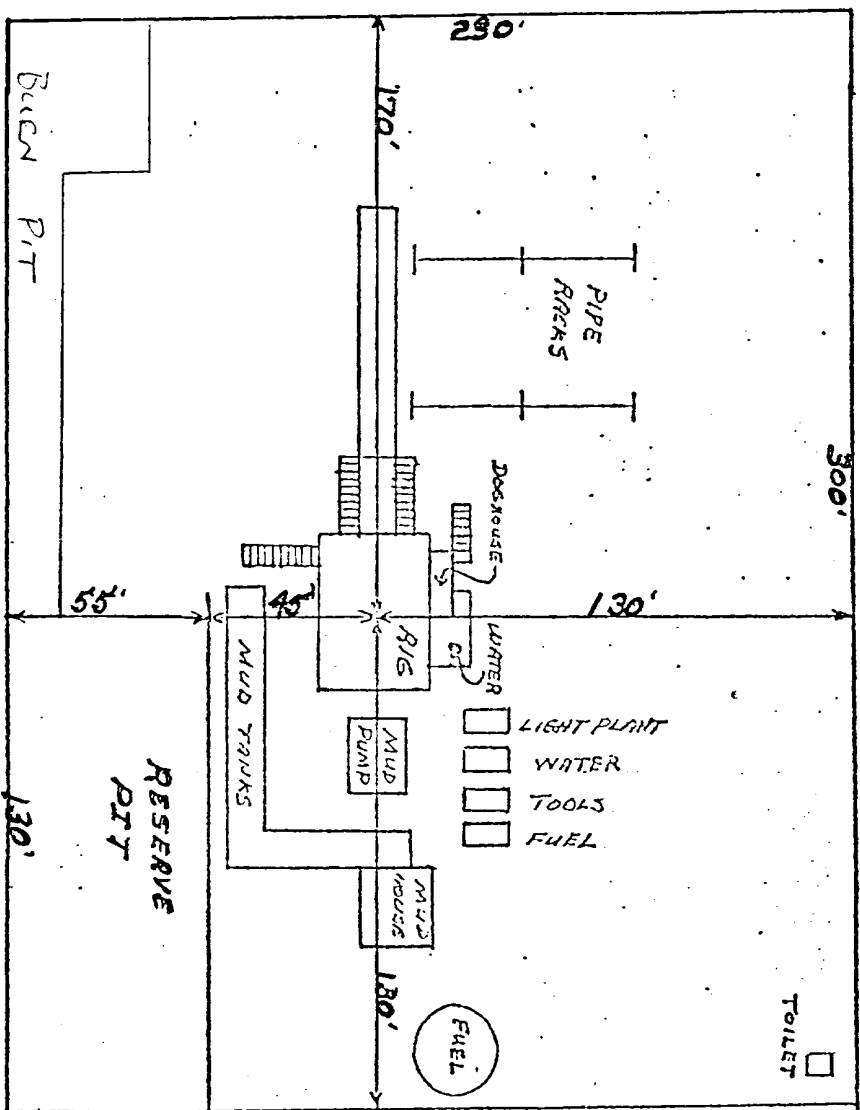 230'
170'
BURN PIT
PIPE
RACKS
300'
DOGHOUSE
55'
45'
130'
RIG
WATER
MUD TANKS
MUD
PUMP
LIGHT PLANT
WATER
TOOLS
FUEL
RESERVE
PIT
130'
MUD
HOUSE
130'
FUEL
TOILET